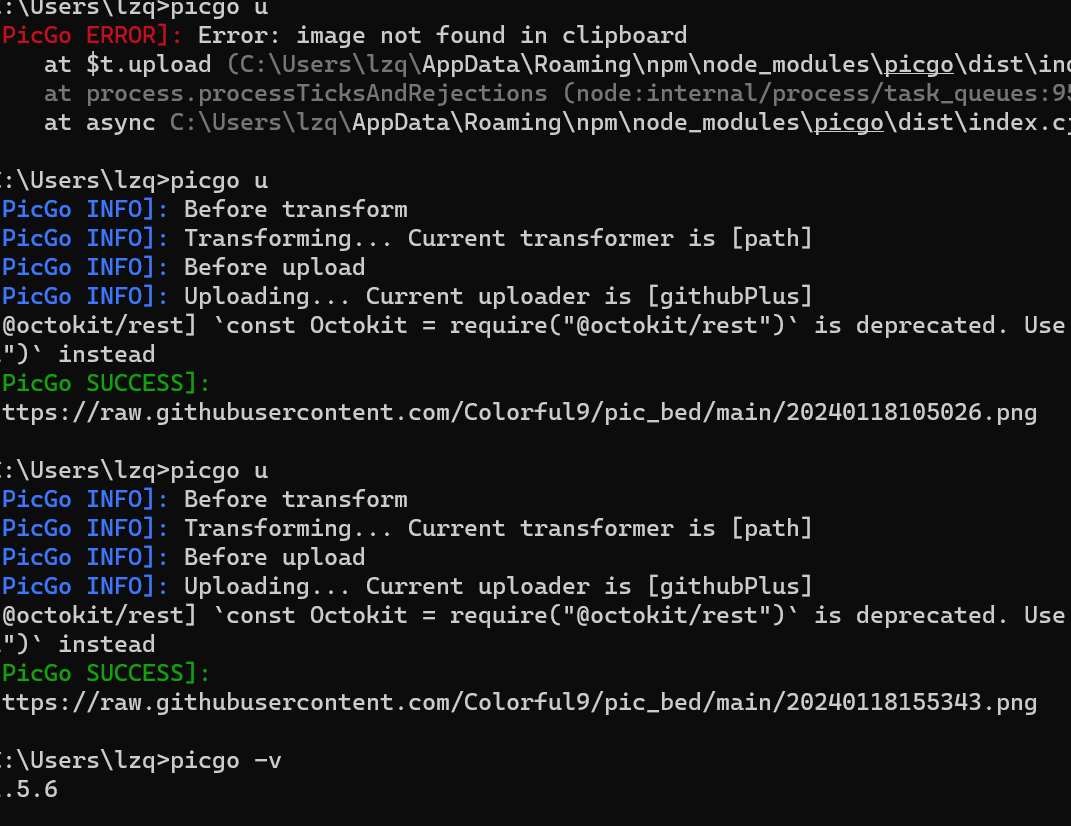 :\Users\lzq>picgo u
PicGo ERROR]: Error: image not found in clipboard
at $t.upload (C:\Users\lzq\AppData\Roaming\npm\node_modules\picgo\dist\ind
at process.processTicksAndRejections (node:internal/process/task_queues:95
at async C:\Users\lzq\AppData\Roaming\npm\node_modules\picgo\dist\index.cj
:\Users\lzq>picgo u
PicGo INFO]: Before transform
PicGo INFO]: Transforming... Current transformer is [path]
PicGo INFO]: Before upload
PicGo INFO]: Uploading... Current uploader is [githubPlus]
@octokit/rest] `const Octokit = require("@octokit/rest")` is deprecated. Use
")` instead
PicGo SUCCESS]:
ttps://raw.githubusercontent.com/Colorful9/pic_bed/main/20240118105026.png
:\Users\lzq>picgo u
PicGo INFO]: Before transform
PicGo INFO]: Transforming... Current transformer is [path]
PicGo INFO]: Before upload
PicGo INFO]: Uploading... Current uploader is [githubPlus]
@octokit/rest] `const Octokit = require("@octokit/rest")` is deprecated. Use
")` instead
PicGo SUCCESS]:
ttps://raw.githubusercontent.com/Colorful9/pic_bed/main/20240118155343.png
:\Users\lzq>picgo -v
.5.6